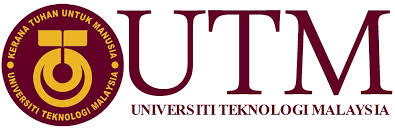 • KERANA TUHAN UNTUK MANUSIA •
UNIVERSITI TEKNOLOGI MALAYSIA
UTM
UNIVERSITI TEKNOLOGI MALAYSIA